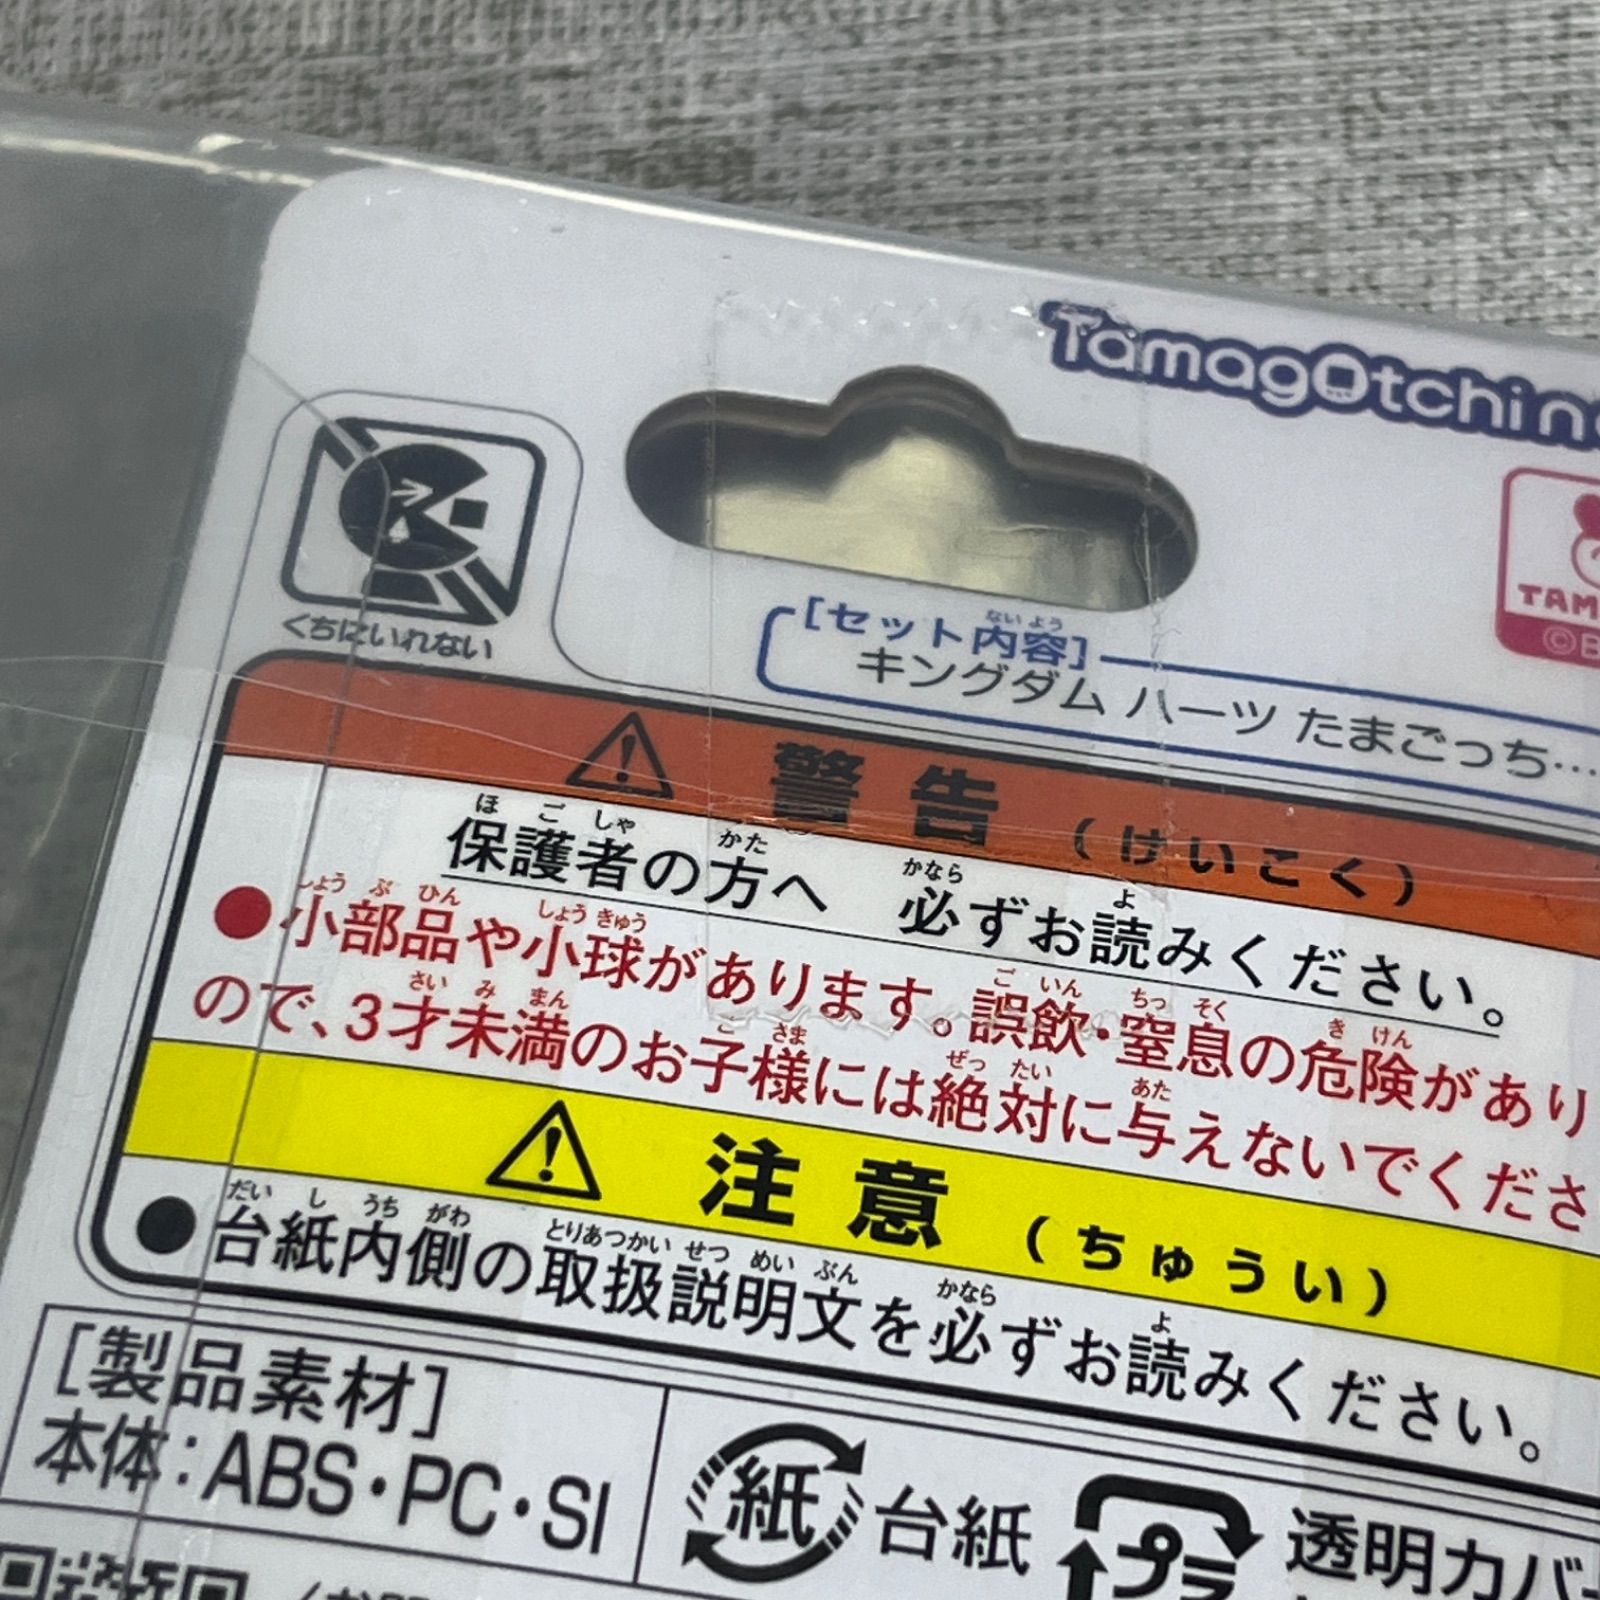 Tamagotchi n
くちにいれない
TAM
©B
[セット内容]
キングダム ハーツ たまごっち…
警告 (けいこく)
保護者の方へ 必ずお読みください。
●小部品や小球があります。誤飲・窒息の危険があり
ので、3才未満のお子様には絶対に与えないでくださ
注意 (ちゅうい)
●台紙内側の取扱説明文を必ずお読みください。
[製品素材]
本体:ABS・PC・SI
紙 台紙
プラ 透明カバー